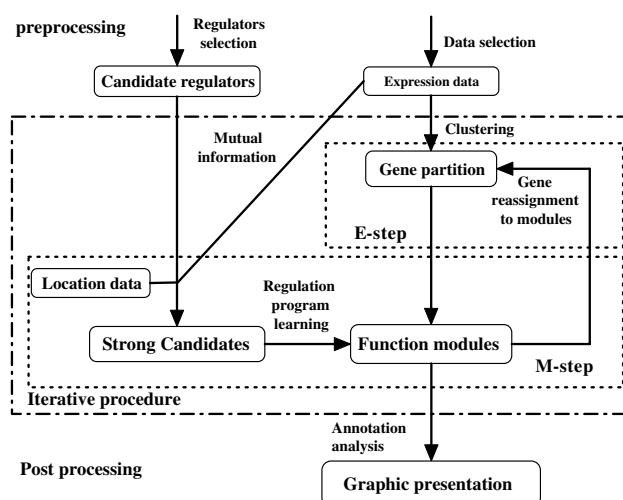 preprocessing
Regulators
selection
Data selection
Candidate regulators
Expression data
Clustering
Mutual
information
Gene partition
Gene
reassignment
to modules
E-step
Location data
Regulation
program
learning
Strong Candidates
Function modules
M-step
Iterative procedure
Annotation
analysis
Post processing
Graphic presentation